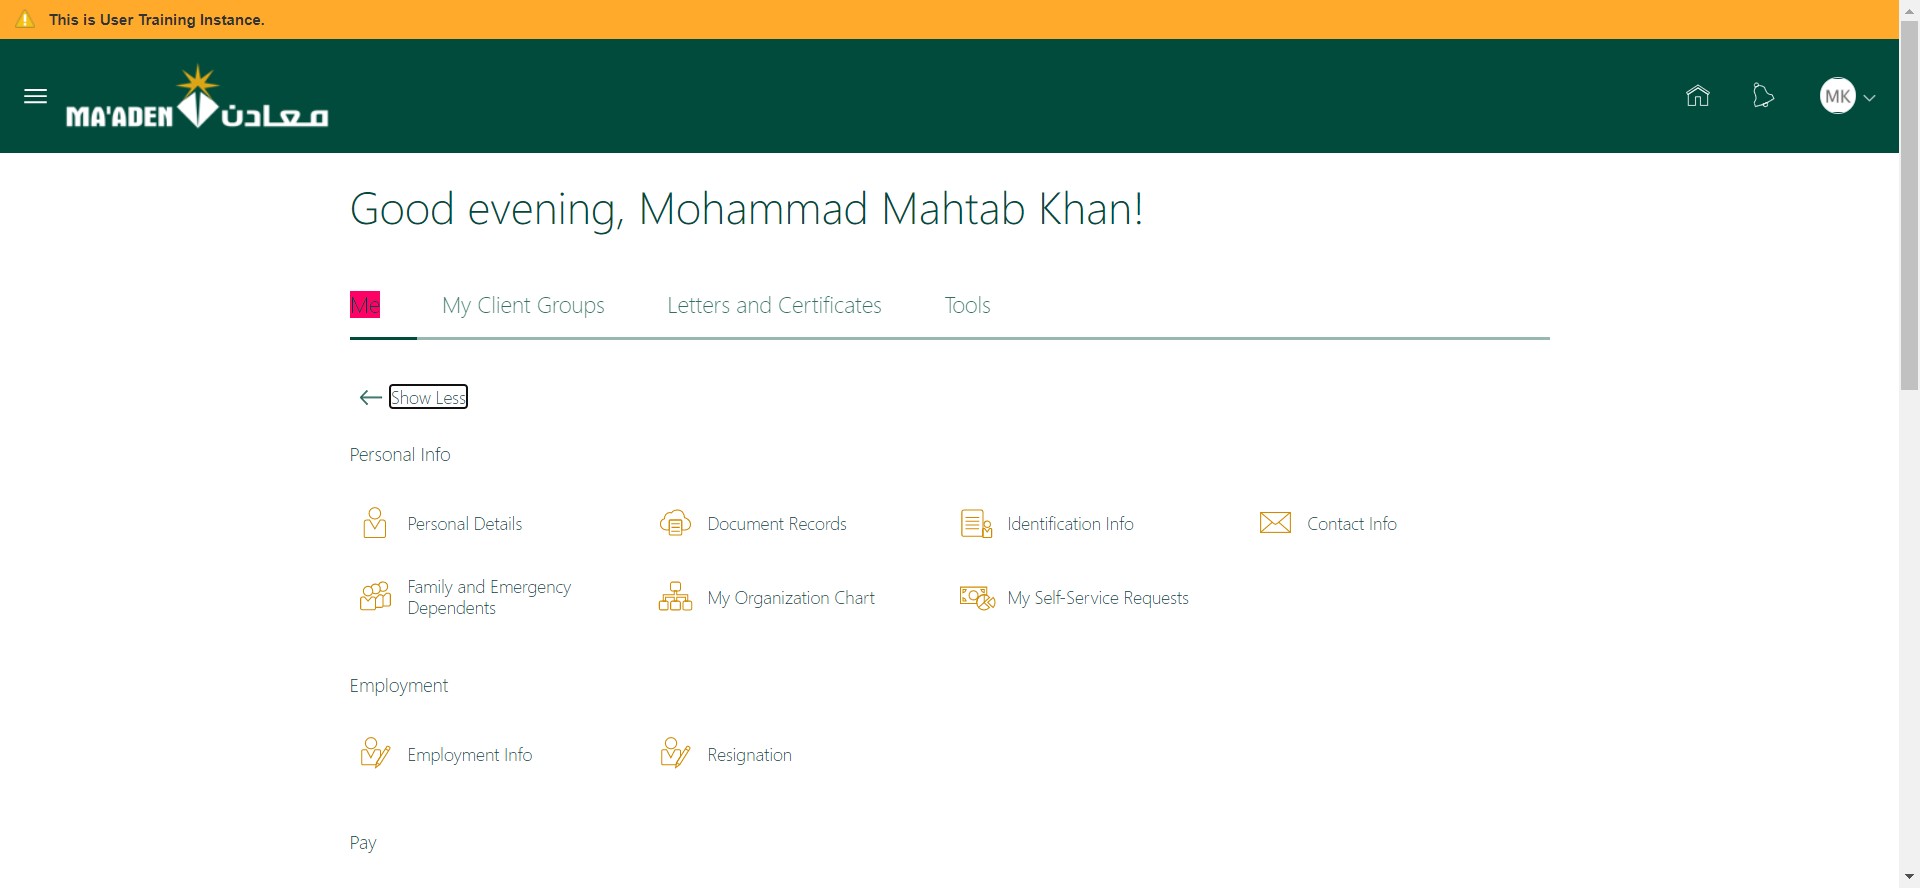 This is User Training Instance.
MA'ADEN معادن
MK
Good evening, Mohammad Mahtab Khan!
Me My Client Groups Letters and Certificates Tools
Show Less
Personal Info
Personal Details Document Records Identification Info Contact Info
Family and Emergency
Dependents
My Organization Chart My Self-Service Requests
Employment
Employment Info Resignation
Pay